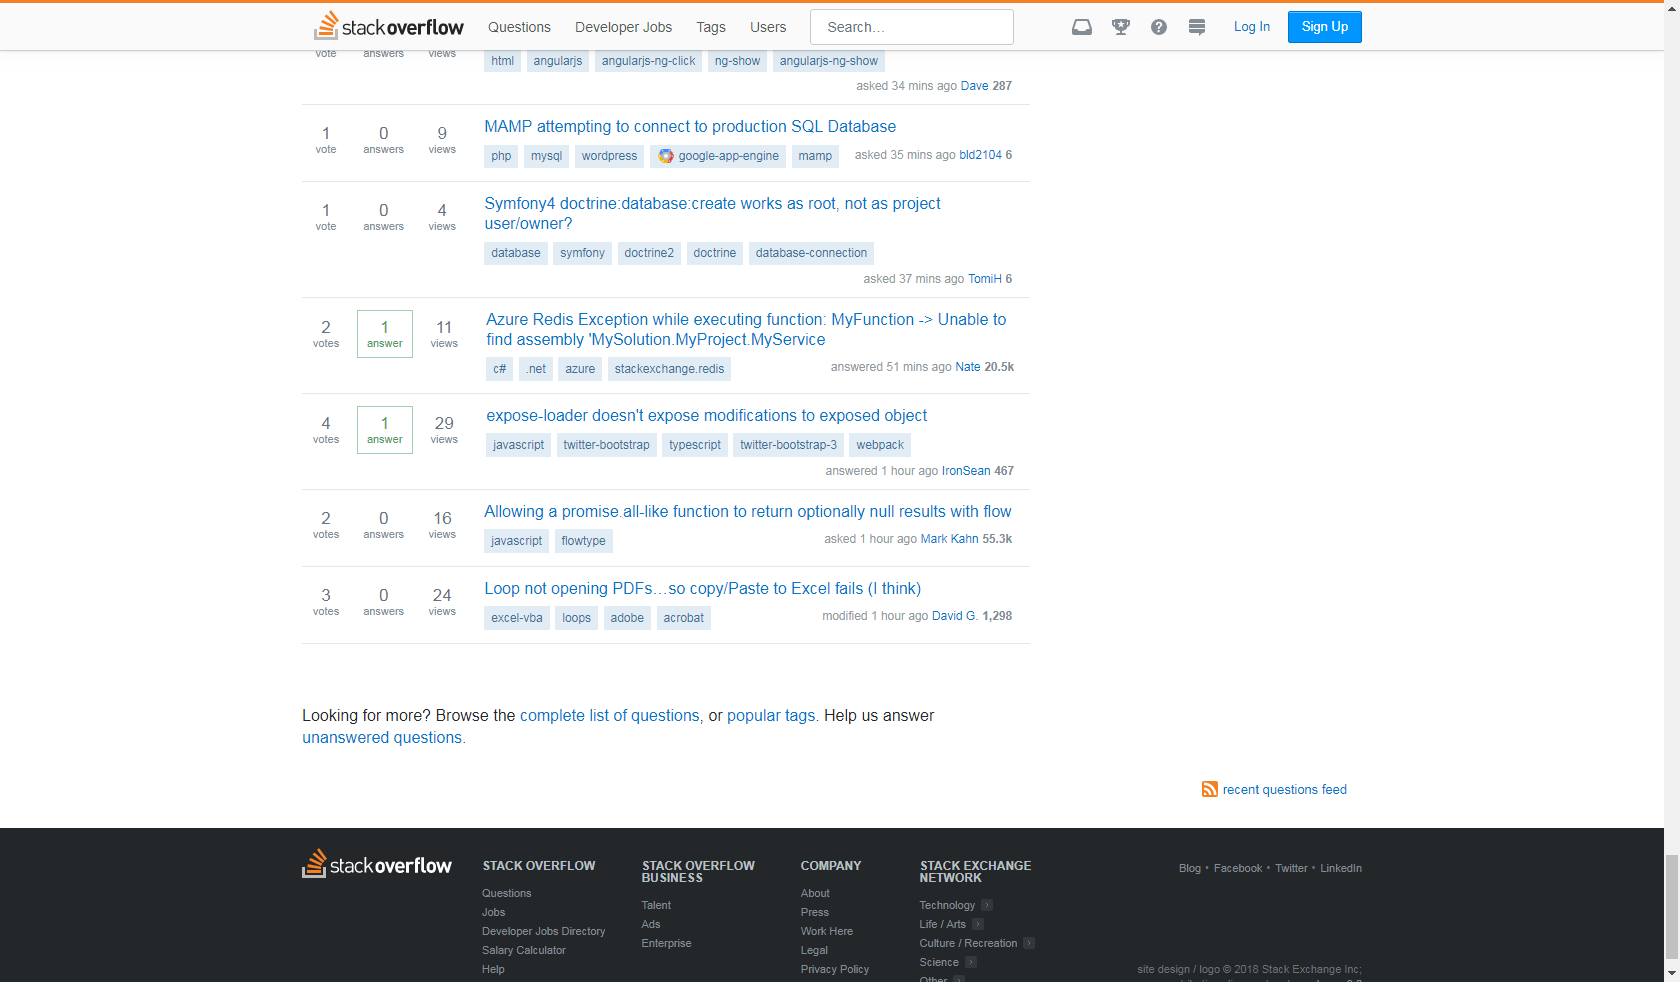 stackoverflow Questions Developer Jobs Tags Users Search... Log In Sign Up
vote answers views html angularjs angularjs-ng-click ng-show angularjs-ng-show
asked 34 mins ago Dave 287
1 vote 0 answers 9 views
MAMP attempting to connect to production SQL Database
php mysql wordpress google-app-engine mamp asked 35 mins ago bld2104 6
1 vote 0 answers 4 views
Symfony4 doctrine:database:create works as root, not as project
user/owner?
database symfony doctrine2 doctrine database-connection
asked 37 mins ago TomiH 6
2 votes 1 answer 11 views
Azure Redis Exception while executing function: MyFunction -> Unable to
find assembly 'MySolution.MyProject.MyService
c# .net azure stackexchange.redis answered 51 mins ago Nate 20.5k
4 votes 1 answer 29 views
expose-loader doesn't expose modifications to exposed object
javascript twitter-bootstrap typescript twitter-bootstrap-3 webpack
answered 1 hour ago IronSean 467
2 votes 0 answers 16 views
Allowing a promise.all-like function to return optionally null results with flow
javascript flowtype asked 1 hour ago Mark Kahn 55.3k
3 votes 0 answers 24 views
Loop not opening PDFs...so copy/Paste to Excel fails (I think)
excel-vba loops adobe acrobat modified 1 hour ago David G. 1,298
Looking for more? Browse the complete list of questions, or popular tags. Help us answer
unanswered questions.
recent questions feed
stackoverflow
STACK OVERFLOW
Questions
Jobs
Developer Jobs Directory
Salary Calculator
Help
STACK OVERFLOW
BUSINESS
Talent
Ads
Enterprise
COMPANY
About
Press
Work Here
Legal
Privacy Policy
STACK EXCHANGE
NETWORK
Technology
Life / Arts
Culture / Recreation
Science
Other
Blog • Facebook • Twitter • LinkedIn
site design / logo © 2018 Stack Exchange Inc;